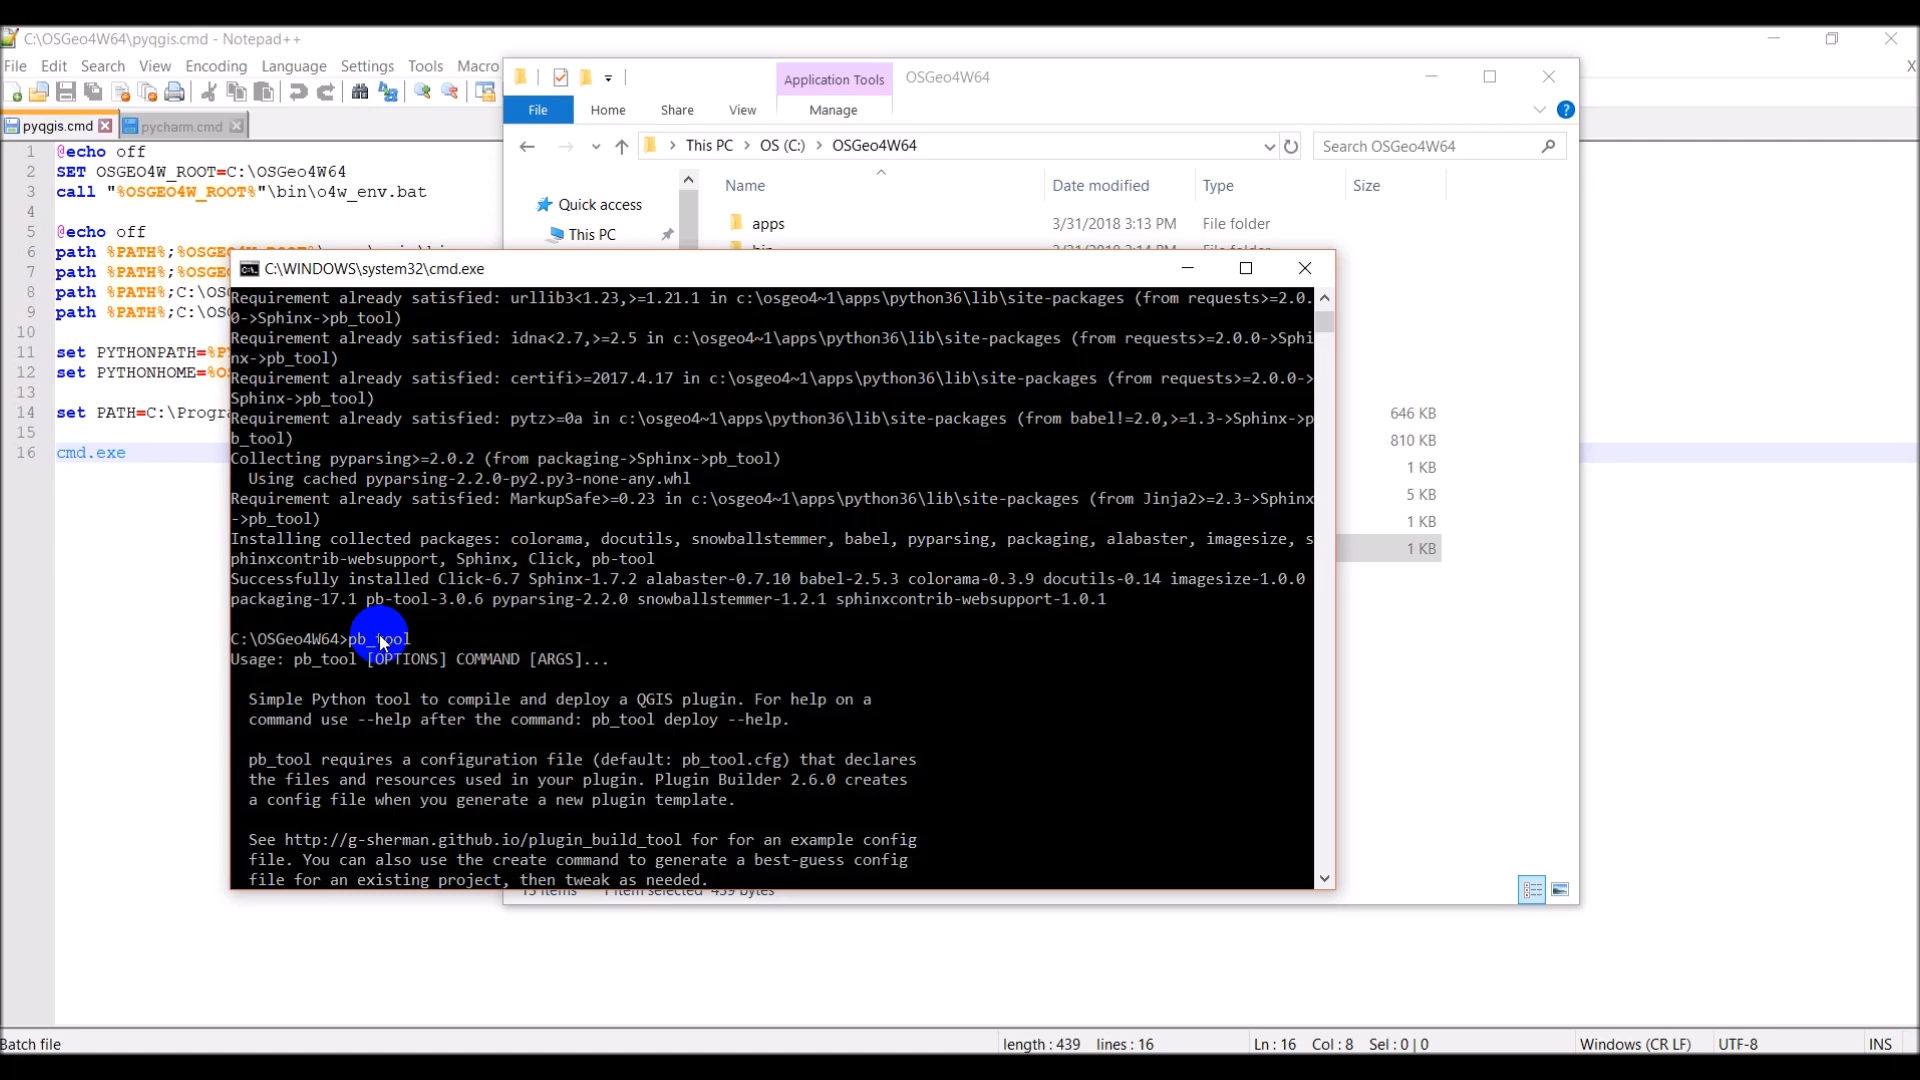 C:\OSGeo4W64\pyqgis.cmd - Notepad++
File Edit Search View Encoding Language Settings Tools Macro
X
pyqgis.cmd
pycharm.cmd
1 @echo off
2 SET OSGEO4W_ROOT=C:\OSGeo4W64
3 call "%OSGEO4W_ROOT%"\bin\o4w_env.bat
4
5 @echo off
6 path %PATH%;%OSGE
7 path %PATH%;%OSGE
8 path %PATH%;C:\OS
9 path %PATH%;C:\OS
10
11 set PYTHONPATH=%P
12 set PYTHONHOME=%O
13
14 set PATH=C:\Progr
15
16 cmd.exe
Application Tools
OSGeo4W64
File
Home
Share
View
Manage
This PC
OS (C:)
OSGeo4W64
Search OSGeo4W64
Name
Date modified
Type
Size
Quick access
This PC
apps
3/31/2018 3:13 PM
File folder
646 KB
810 KB
1 KB
5 KB
1 KB
1 KB
C:\WINDOWS\system32\cmd.exe
Requirement already satisfied: urllib3<1.23,>=1.21.1 in c:\osgeo4~1\apps\python36\lib\site-packages (from requests>=2.0.
0->Sphinx->pb_tool)
Requirement already satisfied: idna<2.7,>=2.5 in c:\osgeo4~1\apps\python36\lib\site-packages (from requests>=2.0.0->Sphi
nx->pb_tool)
Requirement already satisfied: certifi>=2017.4.17 in c:\osgeo4~1\apps\python36\lib\site-packages (from requests>=2.0.0->
Sphinx->pb_tool)
Requirement already satisfied: pytz>=0a in c:\osgeo4~1\apps\python36\lib\site-packages (from babel!=2.0,>=1.3->Sphinx->p
b_tool)
Collecting pyparsing>=2.0.2 (from packaging->Sphinx->pb_tool)
Using cached pyparsing-2.2.0-py2.py3-none-any.whl
Requirement already satisfied: MarkupSafe>=0.23 in c:\osgeo4~1\apps\python36\lib\site-packages (from Jinja2>=2.3->Sphinx
->pb_tool)
Installing collected packages: colorama, docutils, snowballstemmer, babel, pyparsing, packaging, alabaster, imagesize, s
phinxcontrib-websupport, Sphinx, Click, pb-tool
Successfully installed Click-6.7 Sphinx-1.7.2 alabaster-0.7.10 babel-2.5.3 colorama-0.3.9 docutils-0.14 imagesize-1.0.0
packaging-17.1 pb-tool-3.0.6 pyparsing-2.2.0 snowballstemmer-1.2.1 sphinxcontrib-websupport-1.0.1
C:\OSGeo4W64>pb_tool
Usage: pb_tool [OPTIONS] COMMAND [ARGS]...
Simple Python tool to compile and deploy a QGIS plugin. For help on a
command use --help after the command: pb_tool deploy --help.
pb_tool requires a configuration file (default: pb_tool.cfg) that declares
the files and resources used in your plugin. Plugin Builder 2.6.0 creates
a config file when you generate a new plugin template.
See http://g-sherman.github.io/plugin_build_tool for for an example config
file. You can also use the create command to generate a best-guess config
file for an existing project, then tweak as needed.
Batch file
length : 439 lines : 16
Ln : 16 Col : 8 Sel : 0 | 0
Windows (CR LF)
UTF-8
INS